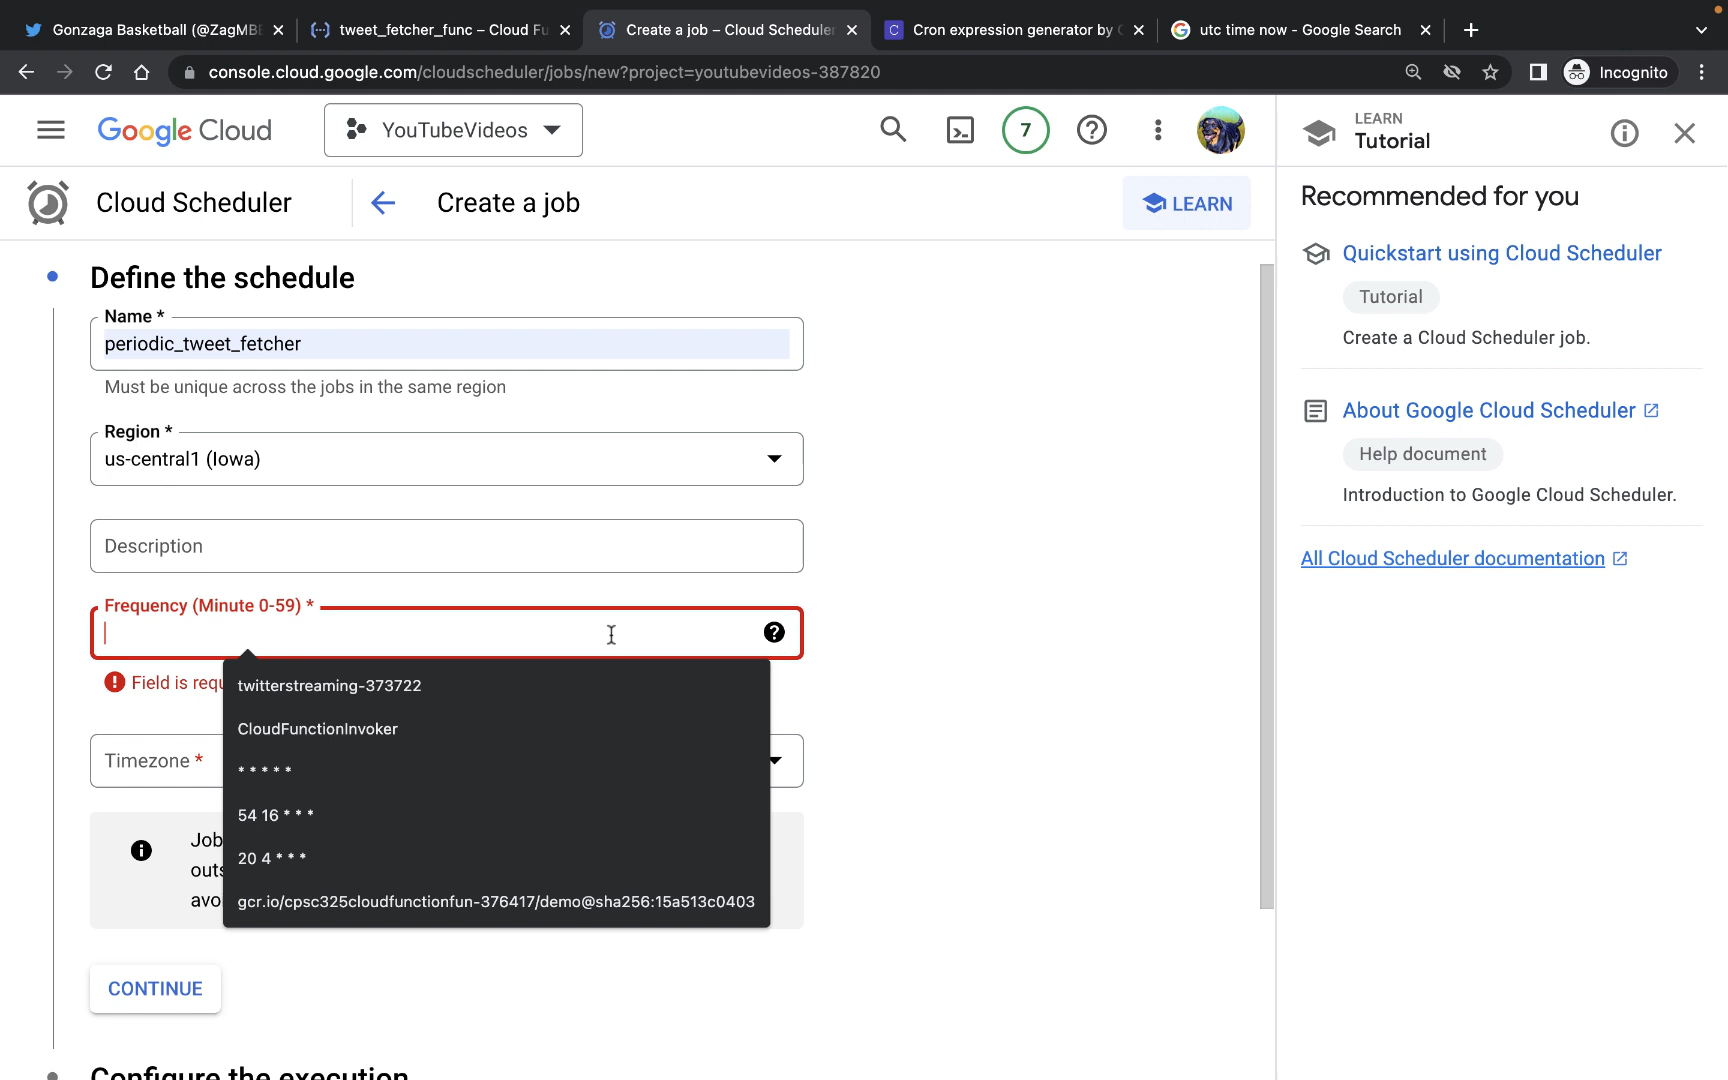 Gonzaga Basketball (@ZagMBB
tweet_fetcher_func – Cloud Fu
Create a job – Cloud Scheduler
Cron expression generator by C
utc time now - Google Search
console.cloud.google.com/cloudscheduler/jobs/new?project=youtubevideos-387820
Incognito
Google Cloud
YouTubeVideos
7
LEARN
Tutorial
Cloud Scheduler
Create a job
LEARN
Recommended for you
Quickstart using Cloud Scheduler
Tutorial
Create a Cloud Scheduler job.
About Google Cloud Scheduler
Help document
Introduction to Google Cloud Scheduler.
All Cloud Scheduler documentation
Define the schedule
Name *
periodic_tweet_fetcher
Must be unique across the jobs in the same region
Region *
us-central1 (Iowa)
Description
Frequency (Minute 0-59) *
Field is requ
twitterstreaming-373722
CloudFunctionInvoker
* * * * *
54 16 * * *
20 4 * * *
gcr.io/cpsc325cloudfunctionfun-376417/demo@sha256:15a513c0403
Timezone *
Job
outs
avo
CONTINUE
Configure the execution